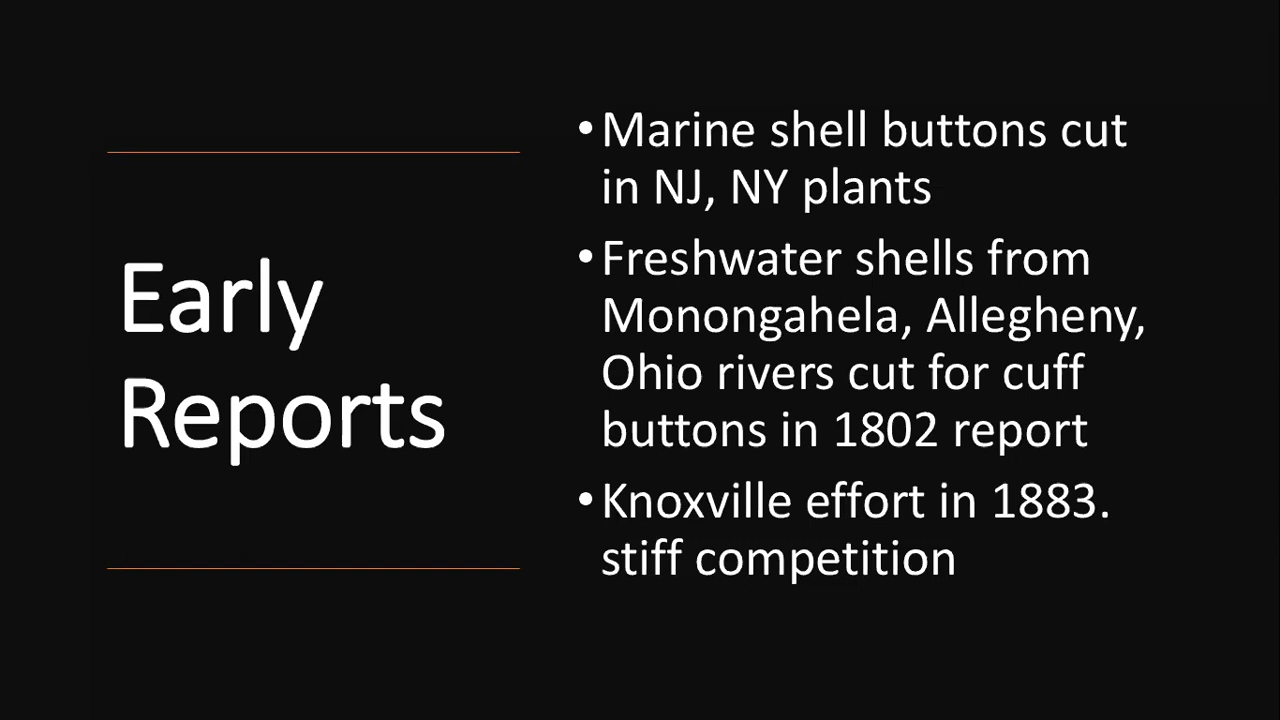 Early
Reports
•Marine shell buttons cut
in NJ, NY plants
•Freshwater shells from
Monongahela, Allegheny,
Ohio rivers cut for cuff
buttons in 1802 report
•Knoxville effort in 1883.
stiff competition